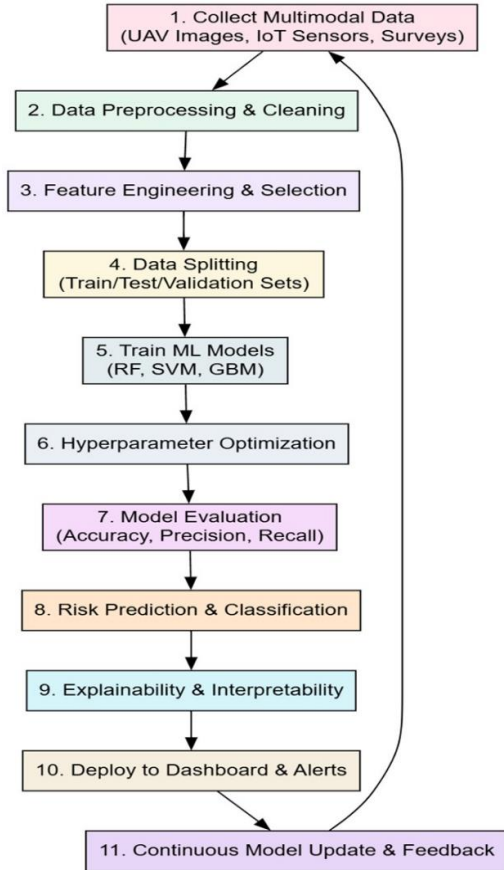 1. Collect Multimodal Data
(UAV Images, IoT Sensors, Surveys)
2. Data Preprocessing & Cleaning
3. Feature Engineering & Selection
4. Data Splitting
(Train/Test/Validation Sets)
5. Train ML Models
(RF, SVM, GBM)
6. Hyperparameter Optimization
7. Model Evaluation
(Accuracy, Precision, Recall)
8. Risk Prediction & Classification
9. Explainability & Interpretability
10. Deploy to Dashboard & Alerts
11. Continuous Model Update & Feedback